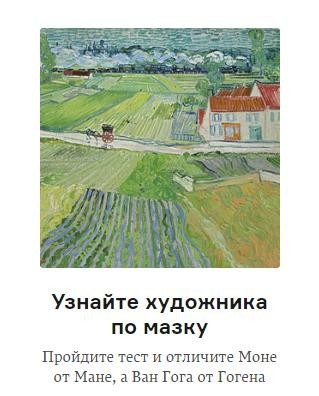 Узнайте художника
по мазку
Пройдите тест и отличите Моне
от Мане, а Ван Гога от Гогена